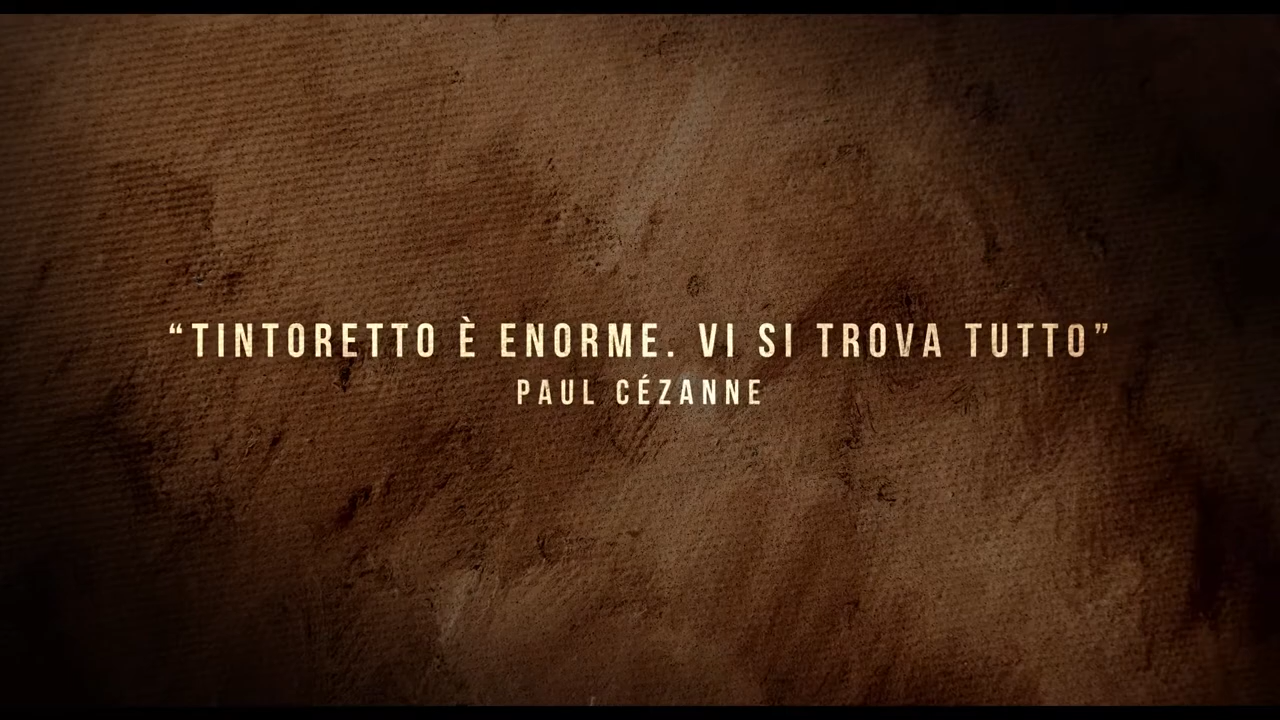 “TINTORETTO È ENORME. VI SI TROVA TUTTO”
PAUL CÉZANNE